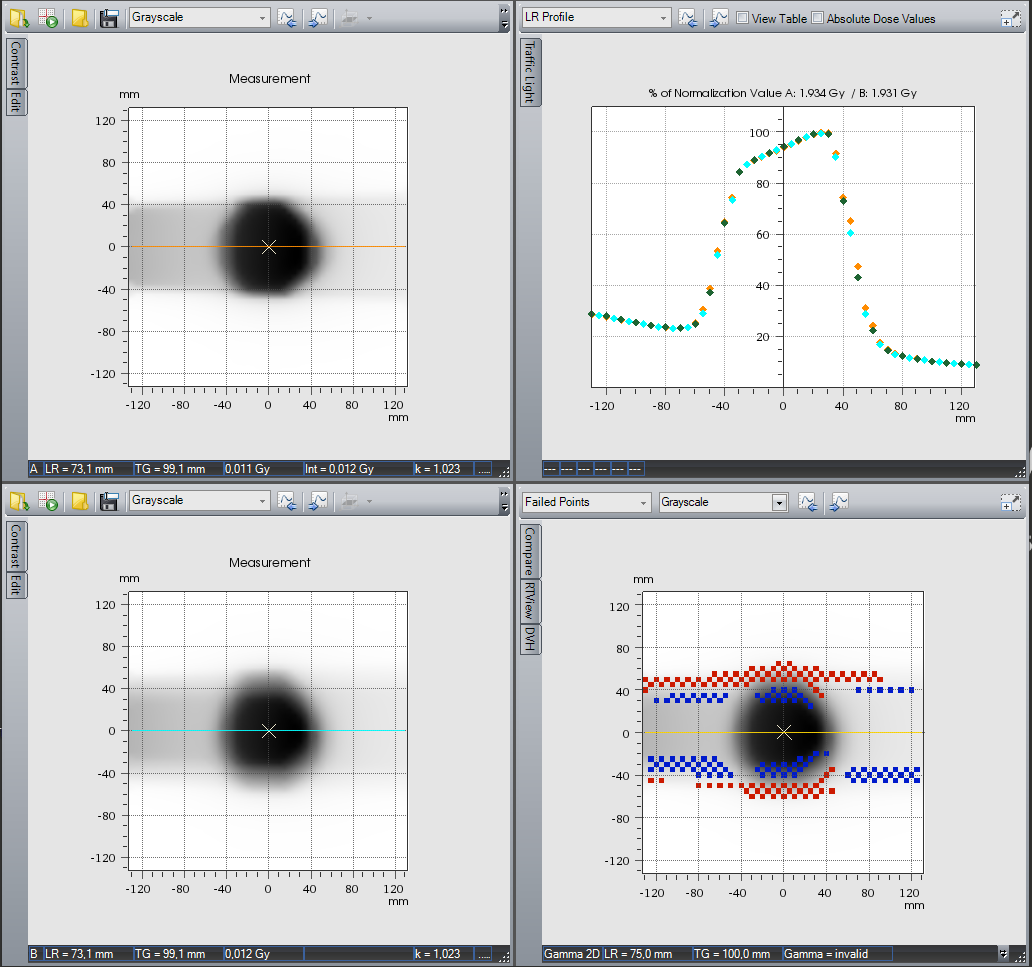 Grayscale
Contrast
Edit
Measurement
mm
120
80
40
0
-40
-80
-120
-120 -80 -40 0 40 80 120
mm
A LR = 73,1 mm TG = 99,1 mm 0,011 Gy Int = 0,012 Gy k = 1,023 ....
LR Profile View Table Absolute Dose Values
Traffic Light
% of Normalization Value A: 1.934 Gy / B: 1.931 Gy
100
80
60
40
20
-120 -80 -40 0 40 80 120
mm
--- --- --- --- --- ---
Grayscale
Contrast
Edit
Measurement
mm
120
80
40
0
-40
-80
-120
-120 -80 -40 0 40 80 120
mm
B LR = 73,1 mm TG = 99,1 mm 0,012 Gy k = 1,023 ....
Failed Points Grayscale
Compare
RTView
DVH
mm
120
80
40
0
-40
-80
-120
-120 -80 -40 0 40 80 120
mm
Gamma 2D LR = 75,0 mm TG = 100,0 mm Gamma = invalid